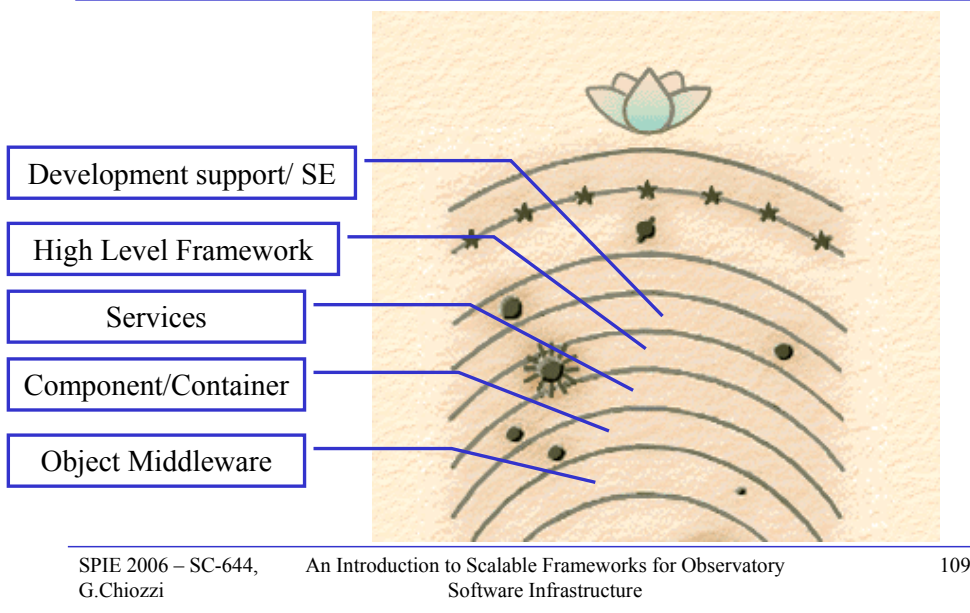 Development support/ SE
High Level Framework
Services
Component/Container
Object Middleware
SPIE 2006 – SC-644,
G.Chiozzi
An Introduction to Scalable Frameworks for Observatory
Software Infrastructure
109